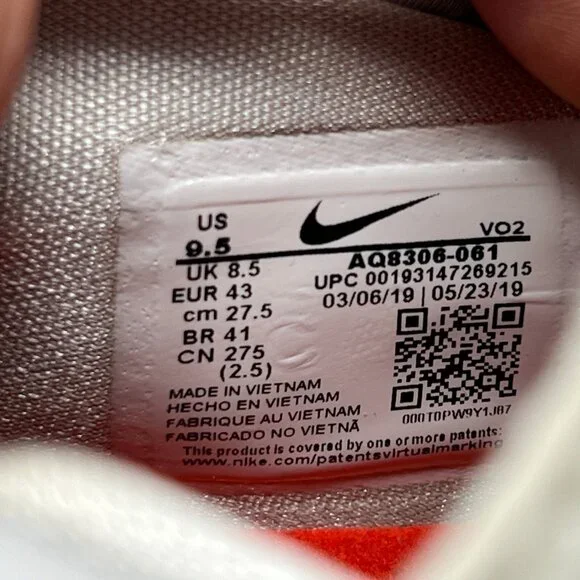 US
9.5
VO2
AQ8306-061
UK 8.5
UPC 00193147269215
EUR 43
03/06/19 | 05/23/19
cm 27.5
BR 41
CN 275
(2.5)
MADE IN VIETNAM
HECHO EN VIETNAM
FABRIQUE AU VIETNAM
FABRICADO NO VIETNÃ
000T0PW9Y1JB7
This product is covered by one or more patents:
www.nike.com/patentsvirtualmarking